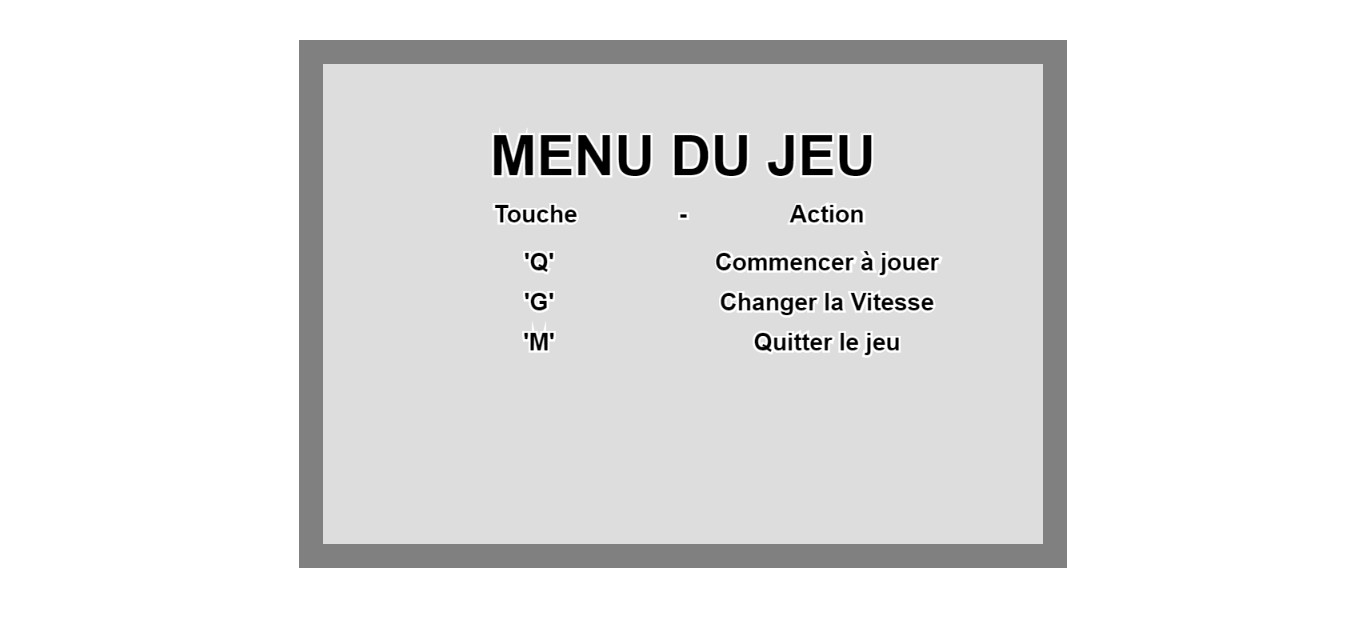 MENU DU JEU
Touche - Action
'Q' Commencer à jouer
'G' Changer la Vitesse
'M' Quitter le jeu